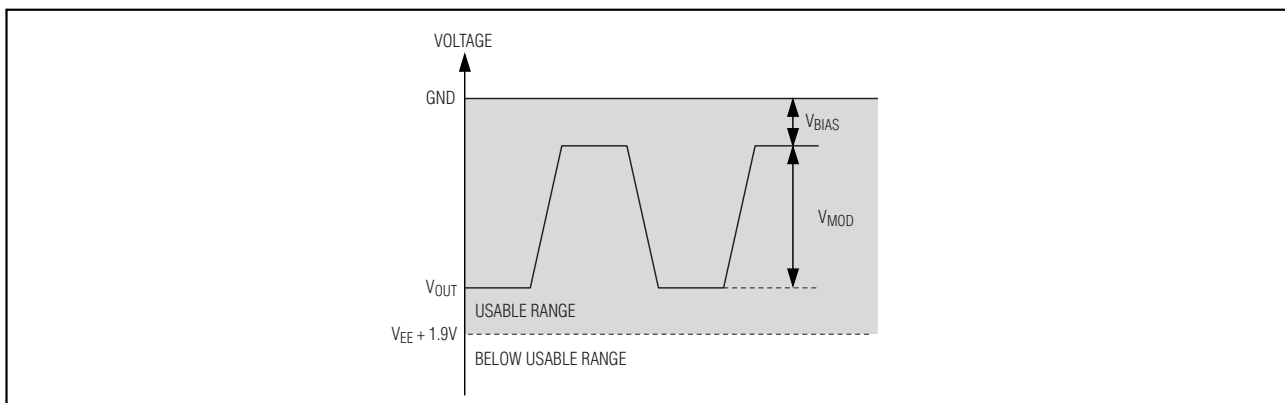 VOLTAGE
GND
VBIAS
VMOD
VOUT
USABLE RANGE
VEE + 1.9V
BELOW USABLE RANGE